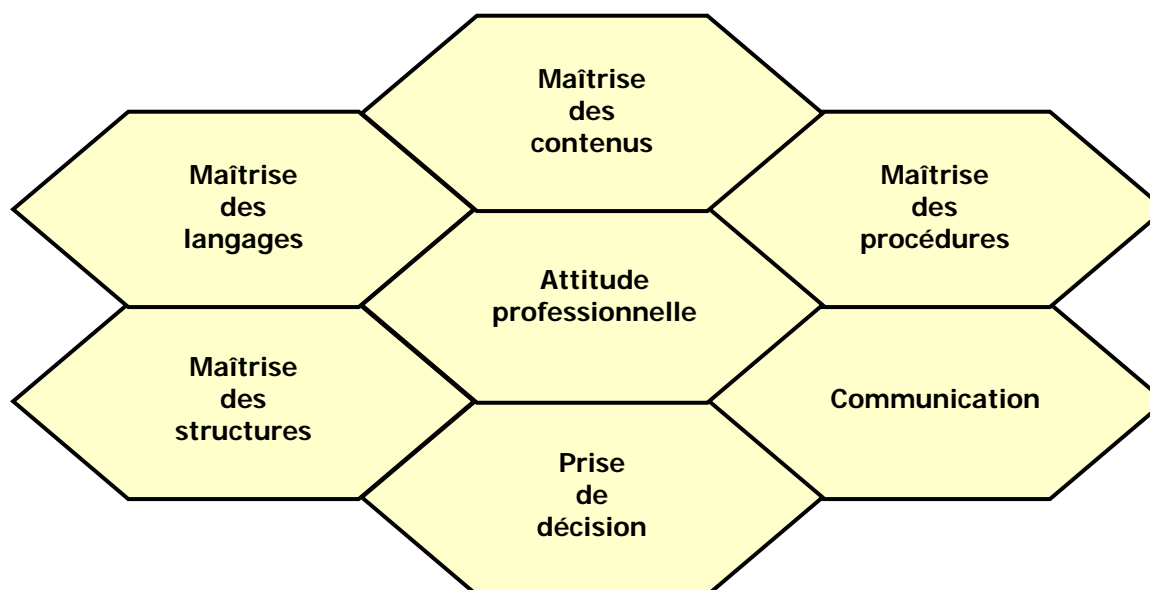 Maîtrise
des
contenus
Maîtrise
des
langages
Maîtrise
des
procédures
Attitude
professionnelle
Maîtrise
des
structures
Communication
Prise
de
décision